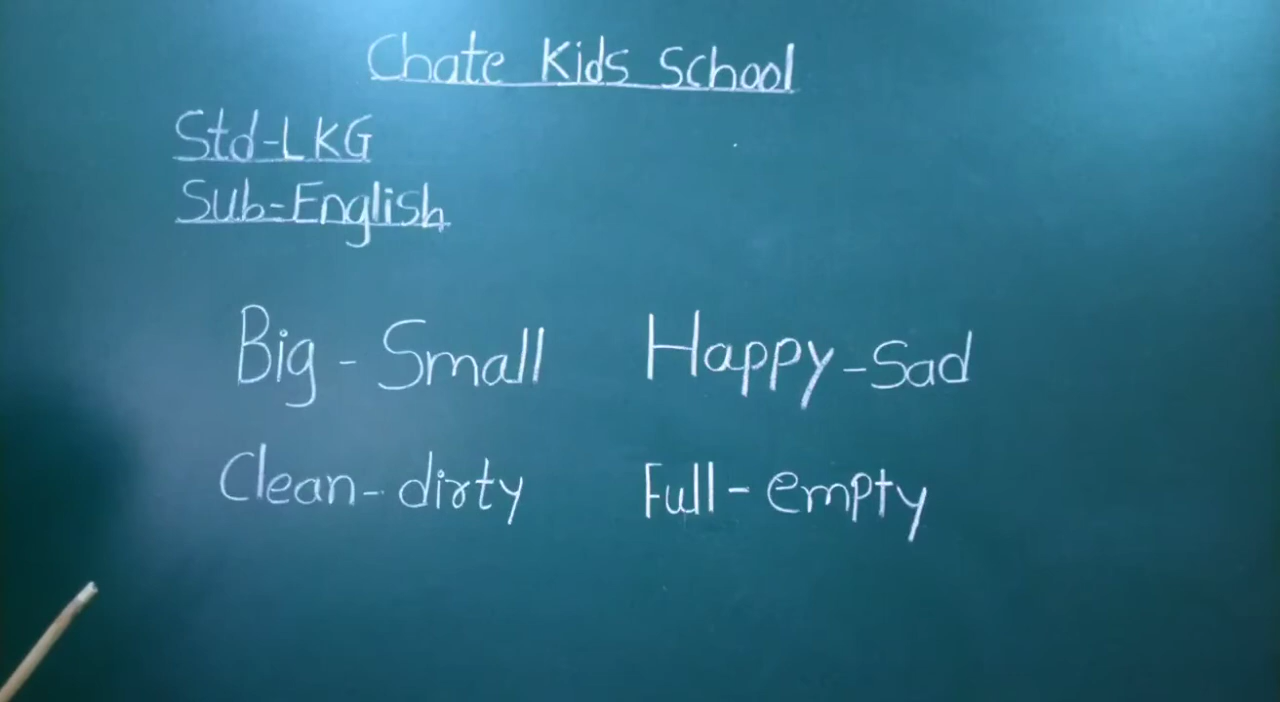 Chate Kids School
Std-LKG
Sub-English
Big - Small Happy - Sad
Clean - dirty Full - empty